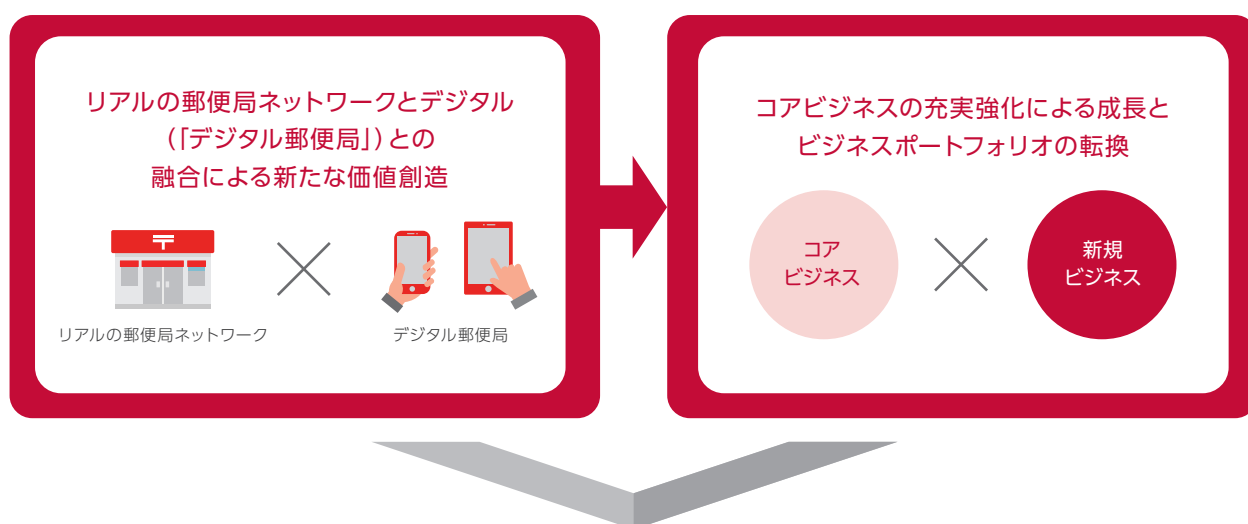 リアルの郵便局ネットワークとデジタル
(「デジタル郵便局」)との
融合による新たな価値創造
リアルの郵便局ネットワーク
デジタル郵便局
コアビジネスの充実強化による成長と
ビジネスポートフォリオの転換
コア
ビジネス
新規
ビジネス